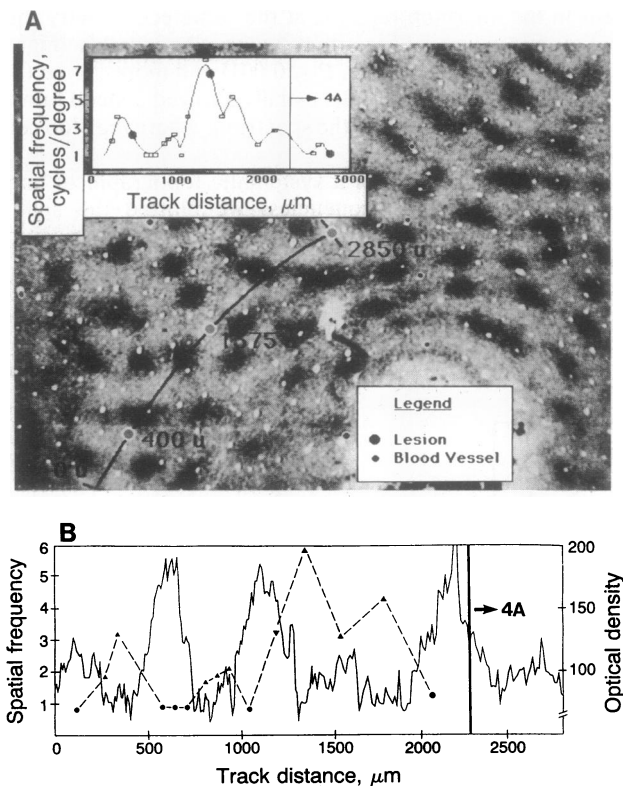 A
Spatial frequency,
cycles/degree
7
5
3
1
4A
0
1000
2000
3000
Track distance, μm
2850 u
1575
400 u
0 u
Legend
Lesion
Blood Vessel
B
Spatial frequency
6
5
4
3
2
1
200
150
100
Optical density
4A
0
500
1000
1500
2000
2500
Track distance, μm